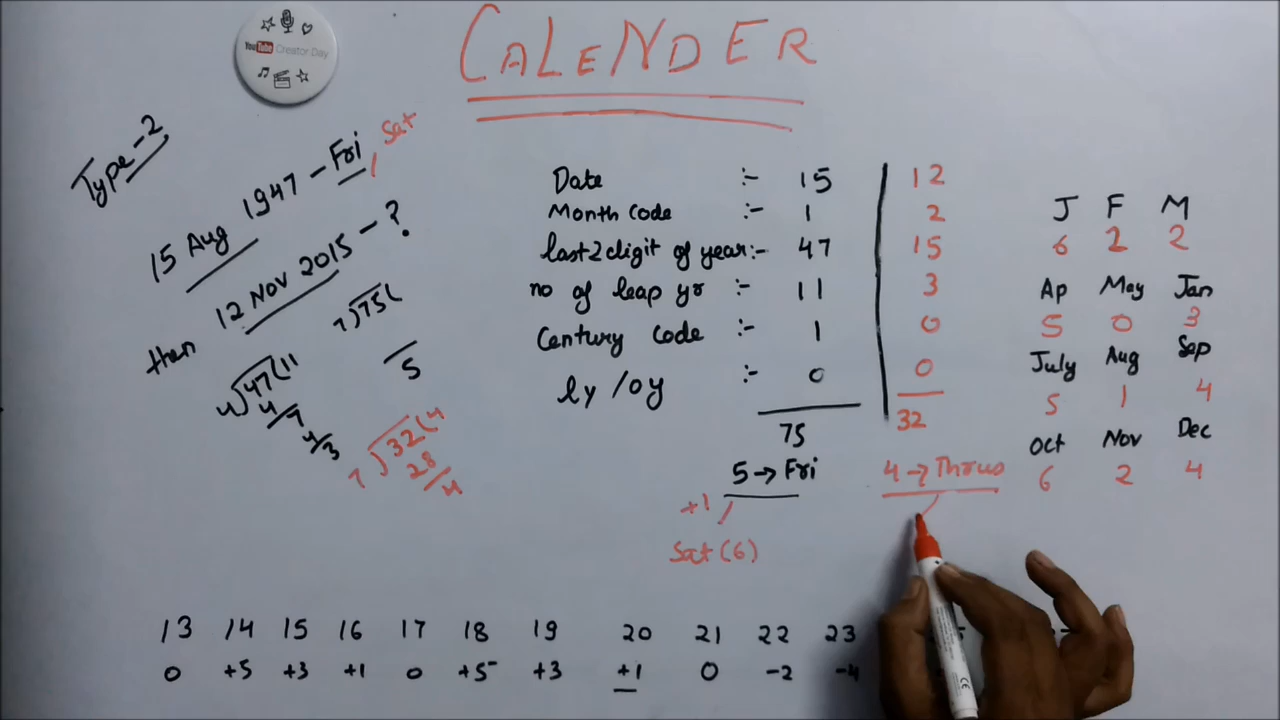 CALENDER
YouTube Creator Day
Type-2
15 Aug 1947 - Fri / Sat
then 12 Nov 2015 - ?
4)47(11
4
7
4
3
7)75(
5
7)32(4
28
4
Date :- 15 12
Month Code :- 1 2
last 2 digit of year :- 47 15
no of leap yr :- 11 3
Century Code :- 1 0
ly / oy :- 0 0
75 32
5 → Fri 4 → Thrus
+1
Sat (6)
J F M
6 2 2
Ap May Jan
5 0 3
July Aug Sep
5 1 4
Oct Nov Dec
6 2 4
13 14 15 16 17 18 19 20 21 22 23
0 +5 +3 +1 0 +5 +3 +1 0 -2 -4